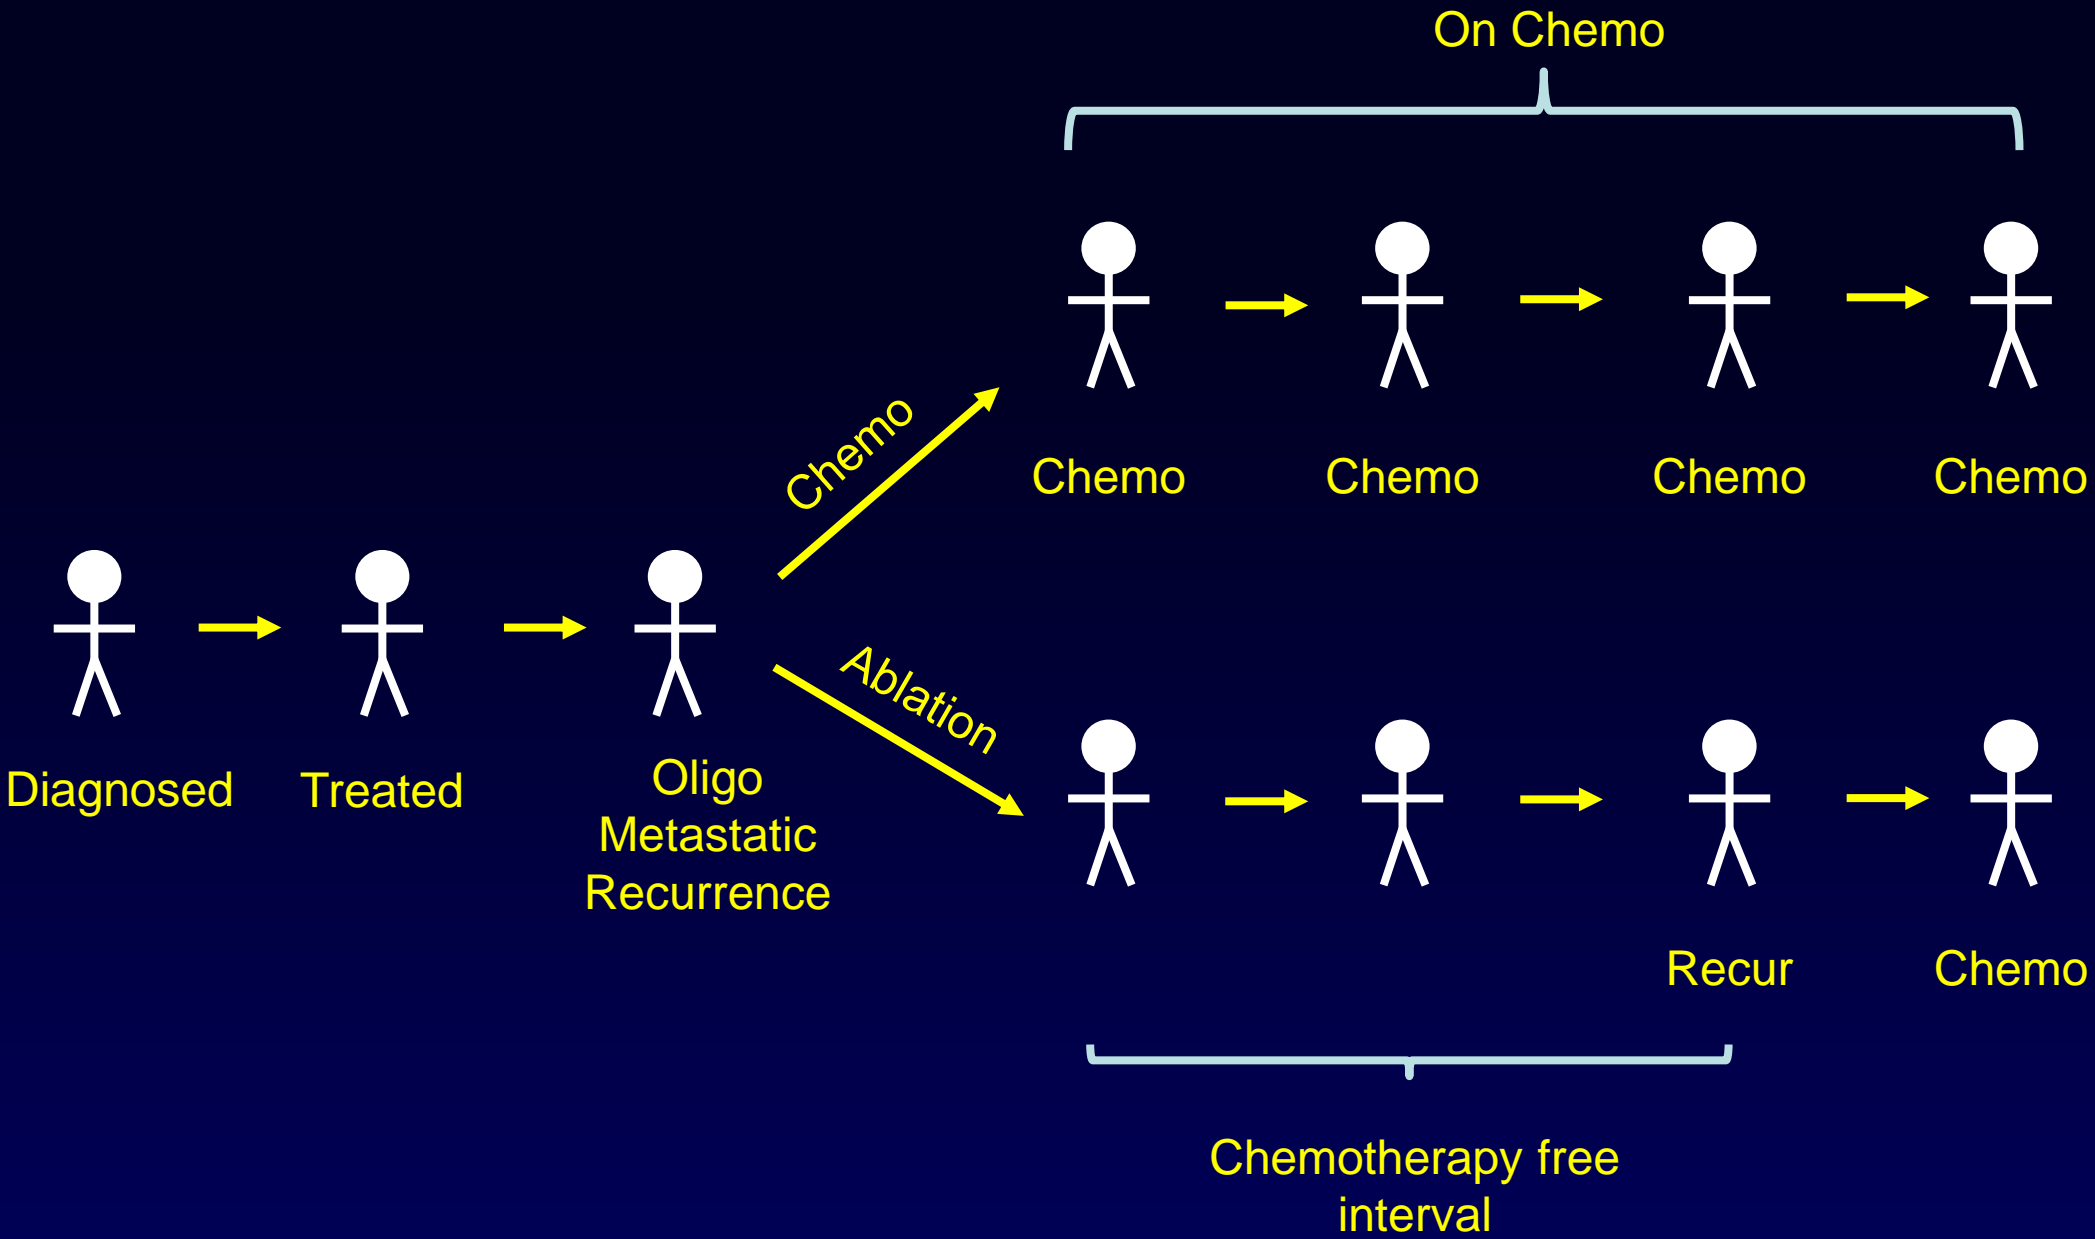 On Chemo
Chemo
Chemo
Chemo
Chemo
Chemo
Ablation
Diagnosed
Treated
Oligo
Metastatic
Recurrence
Recur
Chemo
Chemotherapy free
interval